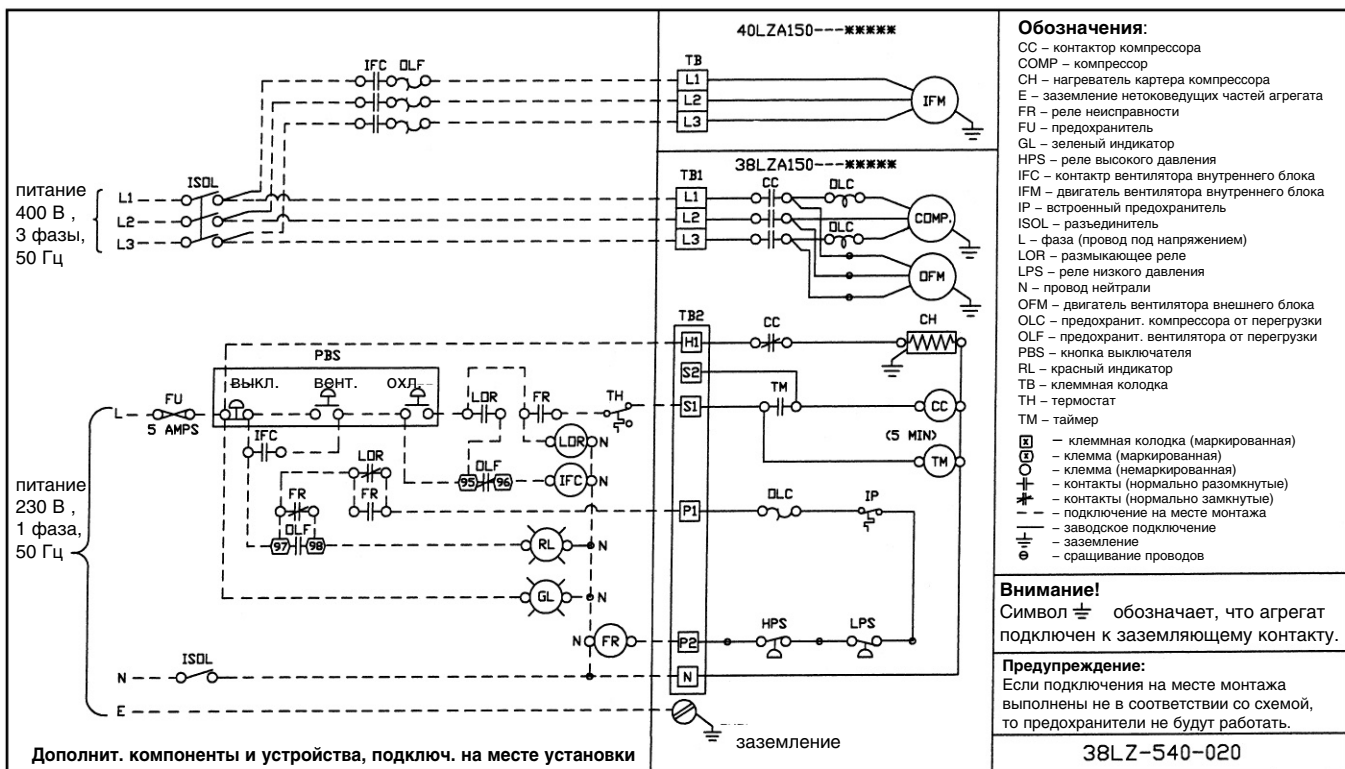 40LZA150---*****
IFC OLF
TB
L1
L2
L3
IFM
38LZA150---*****
питание
400 В ,
3 фазы,
50 Гц
ISOL
L1
L2
L3
TB1
L1
L2
L3
CC
OLC
OLC
COMP.
OFM
TB2
H1
CC
CH
PBS
ВЫКЛ. ВЕНТ. ОХЛ.
S2
S1
TM
CC
(5 MIN)
TM
L
FU
5 AMPS
LOR
FR
TH
IFC
LOR
N
LOR
OLF
95 96
IFC
N
FR
FR
OLF
97 98
P1
OLC
IP
RL
N
GL
N
питание
230 В ,
1 фаза,
50 Гц
N
FR
P2
HPS
LPS
N
ISOL
N
E
заземление
Дополнит. компоненты и устройства, подключ. на месте установки
Обозначения:
CC – контактор компрессора
COMP – компрессор
CH – нагреватель картера компрессора
E – заземление нетоковедущих частей агрегата
FR – реле неисправности
FU – предохранитель
GL – зеленый индикатор
HPS – реле высокого давления
IFC – контактр вентилятора внутреннего блока
IFM – двигатель вентилятора внутреннего блока
IP – встроенный предохранитель
ISOL – разъединитель
L – фаза (провод под напряжением)
LOR – размыкающее реле
LPS – реле низкого давления
N – провод нейтрали
OFM – двигатель вентилятора внешнего блока
OLC – предохранит. компрессора от перегрузки
OLF – предохранит. вентилятора от перегрузки
PBS – кнопка выключателя
RL – красный индикатор
TB – клеммная колодка
TH – термостат
TM – таймер
– клеммная колодка (маркированная)
– клемма (маркированная)
– клемма (немаркированная)
– контакты (нормально разомкнутые)
– контакты (нормально замкнутые)
– подключение на месте монтажа
– заводское подключение
– заземление
– сращивание проводов
Внимание!
Символ обозначает, что агрегат
подключен к заземляющему контакту.
Предупреждение:
Если подключения на месте монтажа
выполнены не в соответствии со схемой,
то предохранители не будут работать.
38LZ-540-020